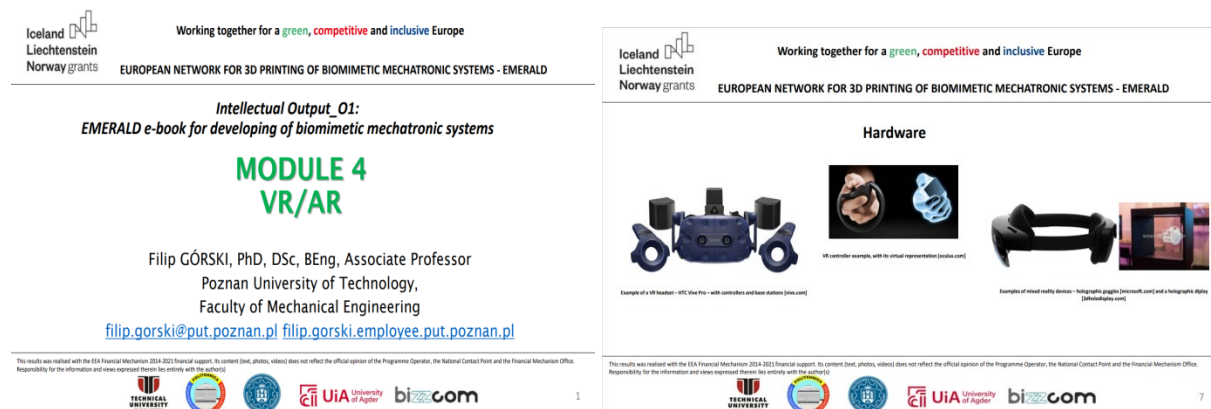 Iceland
Liechtenstein
Norway grants
Working together for a green, competitive and inclusive Europe
EUROPEAN NETWORK FOR 3D PRINTING OF BIOMIMETIC MECHATRONIC SYSTEMS - EMERALD
Intellectual Output_O1:
EMERALD e-book for developing of biomimetic mechatronic systems
MODULE 4
VR/AR
Filip GÓRSKI, PhD, DSc, BEng, Associate Professor
Poznan University of Technology,
Faculty of Mechanical Engineering
filip.gorski@put.poznan.pl filip.gorski.employee.put.poznan.pl
This results was realised with the EEA Financial Mechanism 2014-2021 financial support. Its content (text, photos, videos) does not reflect the official opinion of the Programme Operator, the National Contact Point and the Financial Mechanism Office.
Responsibility for the information and views expressed therein lies entirely with the author(s)
TECHNICAL
UNIVERSITY
POLITEHNICA
UiA University
of Agder
bizzcom
1
Iceland
Liechtenstein
Norway grants
Working together for a green, competitive and inclusive Europe
EUROPEAN NETWORK FOR 3D PRINTING OF BIOMIMETIC MECHATRONIC SYSTEMS - EMERALD
Hardware
Example of a VR headset – HTC Vive Pro – with controllers and base stations [vive.com]
VR controller example, with its virtual representation [oculus.com]
Examples of mixed reality devices – holographic goggles [microsoft.com] and a holographic diplay
[3dholodisplay.com]
This results was realised with the EEA Financial Mechanism 2014-2021 financial support. Its content (text, photos, videos) does not reflect the official opinion of the Programme Operator, the National Contact Point and the Financial Mechanism Office.
Responsibility for the information and views expressed therein lies entirely with the author(s)
TECHNICAL
UNIVERSITY
POLITEHNICA
UiA University
of Agder
bizzcom
7